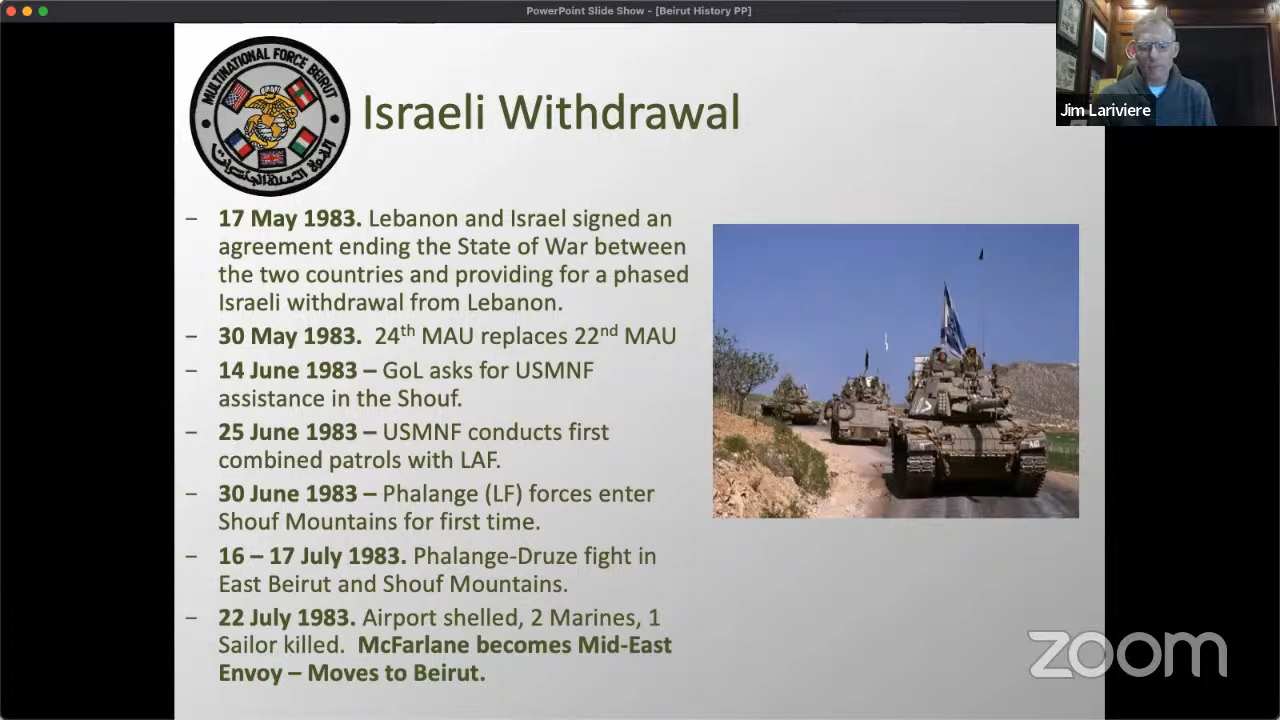 PowerPoint Slide Show - [Beirut History PP]
MULTINATIONAL FORCE BEIRUT
Israeli Withdrawal
Jim Lariviere
– 17 May 1983. Lebanon and Israel signed an
agreement ending the State of War between
the two countries and providing for a phased
Israeli withdrawal from Lebanon.
– 30 May 1983. 24th MAU replaces 22nd MAU
– 14 June 1983 – GoL asks for USMNF
assistance in the Shouf.
– 25 June 1983 – USMNF conducts first
combined patrols with LAF.
– 30 June 1983 – Phalange (LF) forces enter
Shouf Mountains for first time.
– 16 – 17 July 1983. Phalange-Druze fight in
East Beirut and Shouf Mountains.
– 22 July 1983. Airport shelled, 2 Marines, 1
Sailor killed. McFarlane becomes Mid-East
Envoy – Moves to Beirut.
zoom